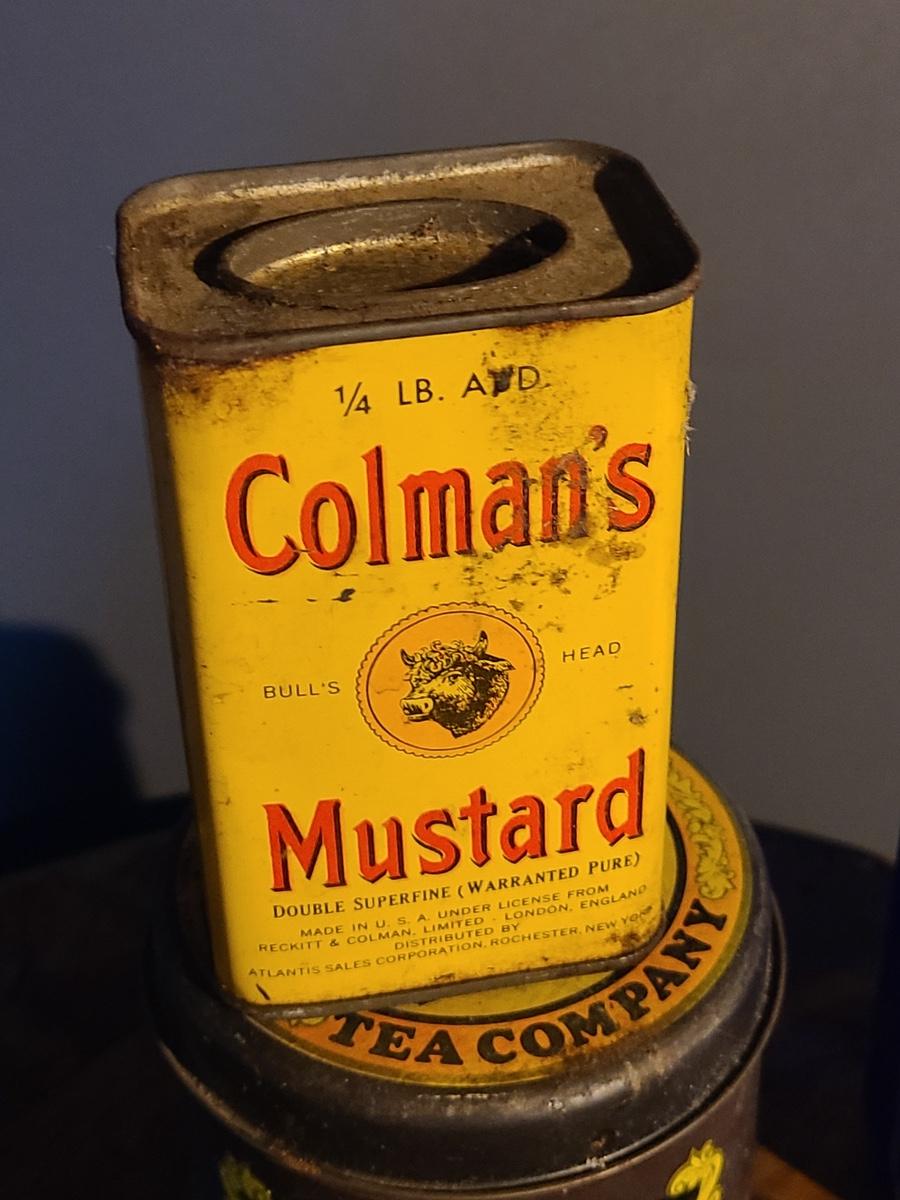 ¼ LB. AVD.
Colman's
BULL'S HEAD
Mustard
DOUBLE SUPERFINE (WARRANTED PURE)
MADE IN U. S. A. UNDER LICENSE FROM
RECKITT & COLMAN, LIMITED - LONDON, ENGLAND
DISTRIBUTED BY
ATLANTIS SALES CORPORATION, ROCHESTER, NEW YORK
TEA COMPANY